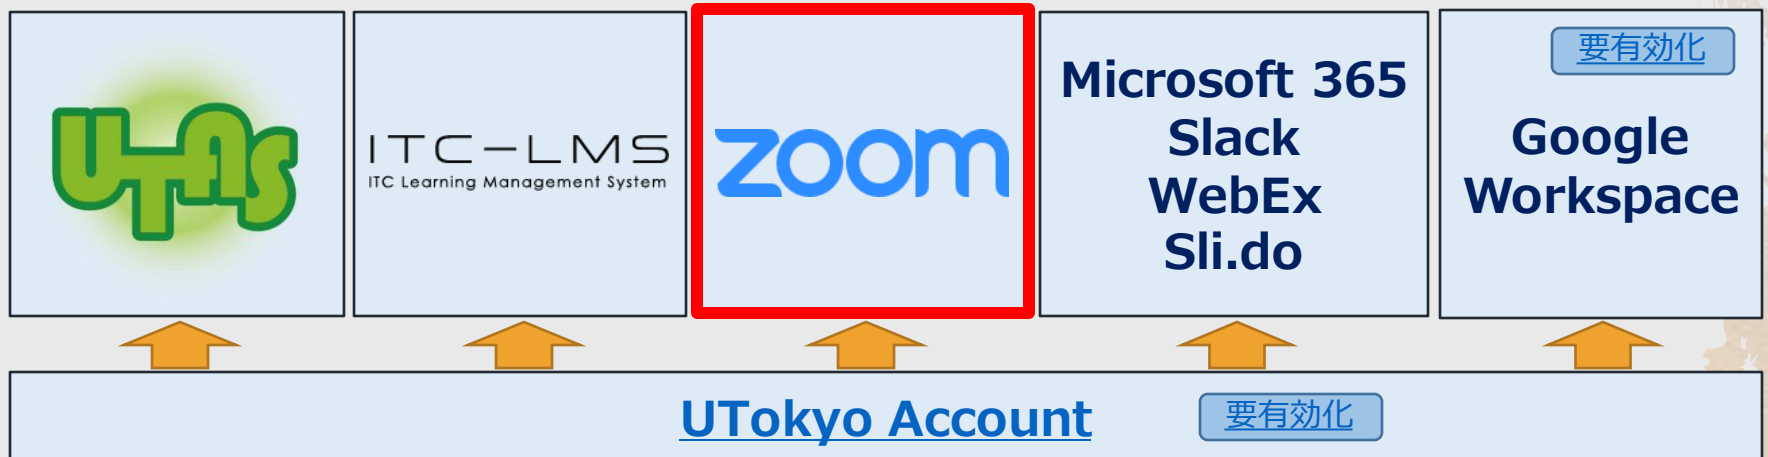 UTAS
ITC-LMS
ITC Learning Management System
zoom
Microsoft 365
Slack
WebEx
Sli.do
要有効化
Google
Workspace
UTokyo Account
要有効化